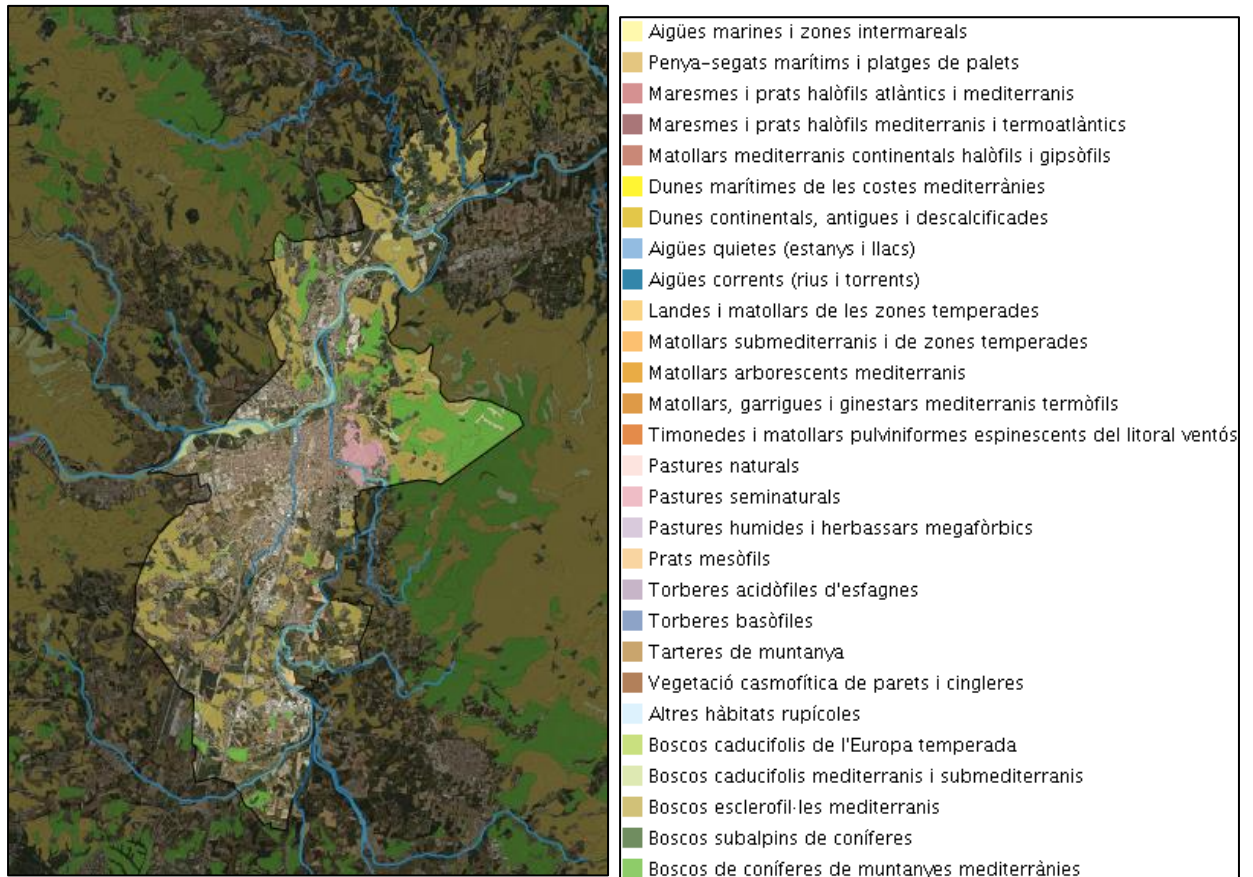 Aigües marines i zones intermareals
Penya-segats marítims i platges de palets
Maresmes i prats halòfils atlàntics i mediterranis
Maresmes i prats halòfils mediterranis i termoatlàntics
Matollars mediterranis continentals halòfils i gipsòfils
Dunes marítimes de les costes mediterrànies
Dunes continentals, antigues i descalcificades
Aigües quietes (estanys i llacs)
Aigües corrents (rius i torrents)
Landes i matollars de les zones temperades
Matollars submediterranis i de zones temperades
Matollars arborescents mediterranis
Matollars, garrigues i ginestars mediterranis termòfils
Timonedes i matollars pulviniformes espinescents del litoral ventós
Pastures naturals
Pastures seminaturals
Pastures humides i herbassars megafòrbics
Prats mesòfils
Torberes acidòfiles d'esfagnes
Torberes basòfiles
Tarteres de muntanya
Vegetació casmofítica de parets i cingleres
Altres hàbitats rupícoles
Boscos caducifolis de l'Europa temperada
Boscos caducifolis mediterranis i submediterranis
Boscos esclerofil·les mediterranis
Boscos subalpins de coníferes
Boscos de coníferes de muntanyes mediterrànies